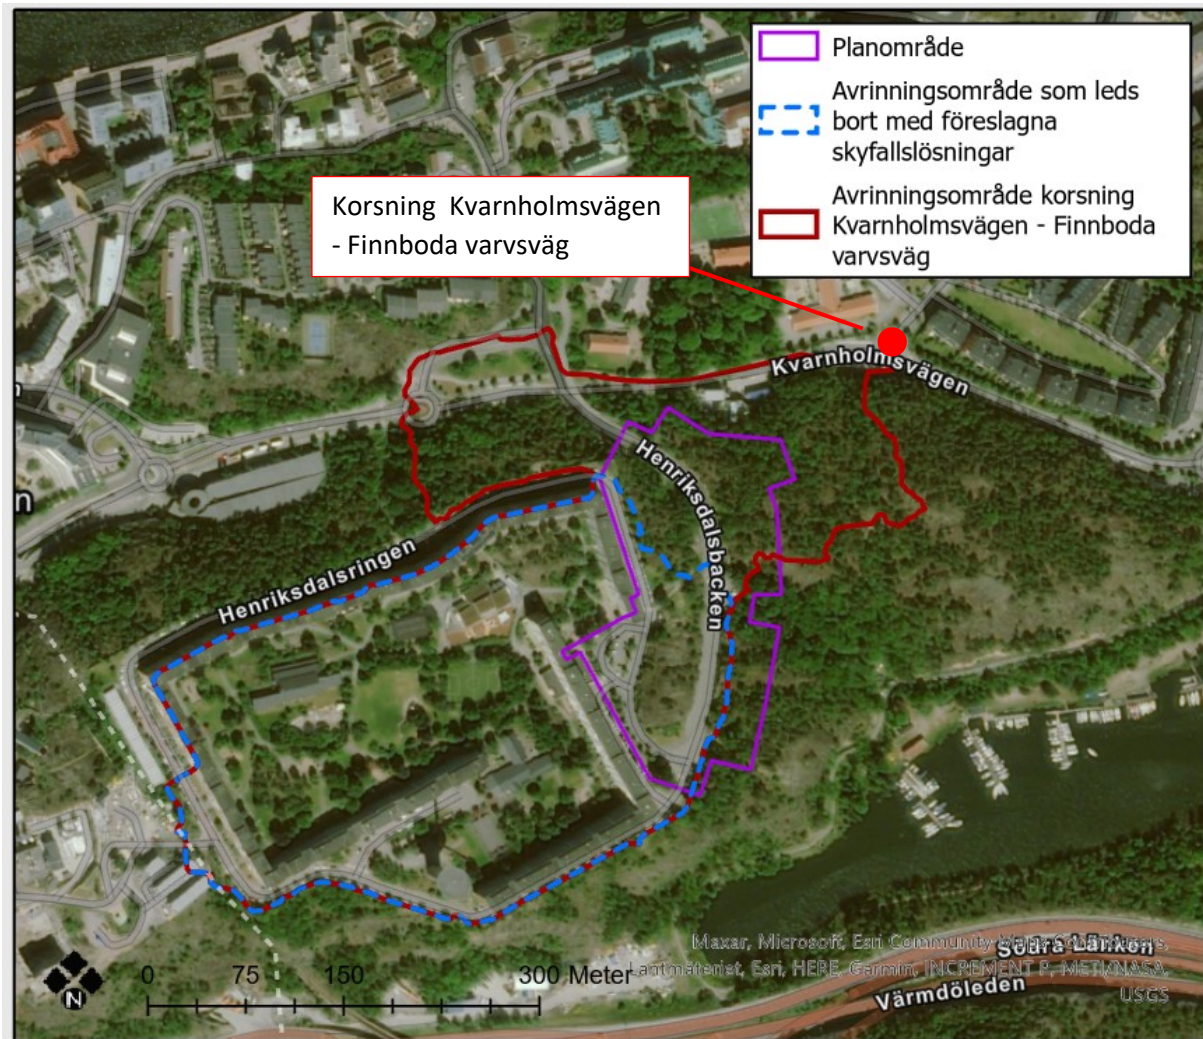 Planområde
Avrinningsområde som leds
bort med föreslagna
skyfallslösningar
Avrinningsområde korsning
Kvarnholmsvägen - Finnboda
varvsväg
Korsning Kvarnholmsvägen
- Finnboda varvsväg
Kvarnholmsvägen
Henriksdalsbacken
n
n
Henriksdalsringen
Maxar, Microsoft, Esri Community Maps Contributors,
Södra Länken
Lantmäteriet, Esri, HERE, Garmin, INCREMENT P, METI/NASA,
USGS
Värmdöleden
N
0 75 150 300 Meter